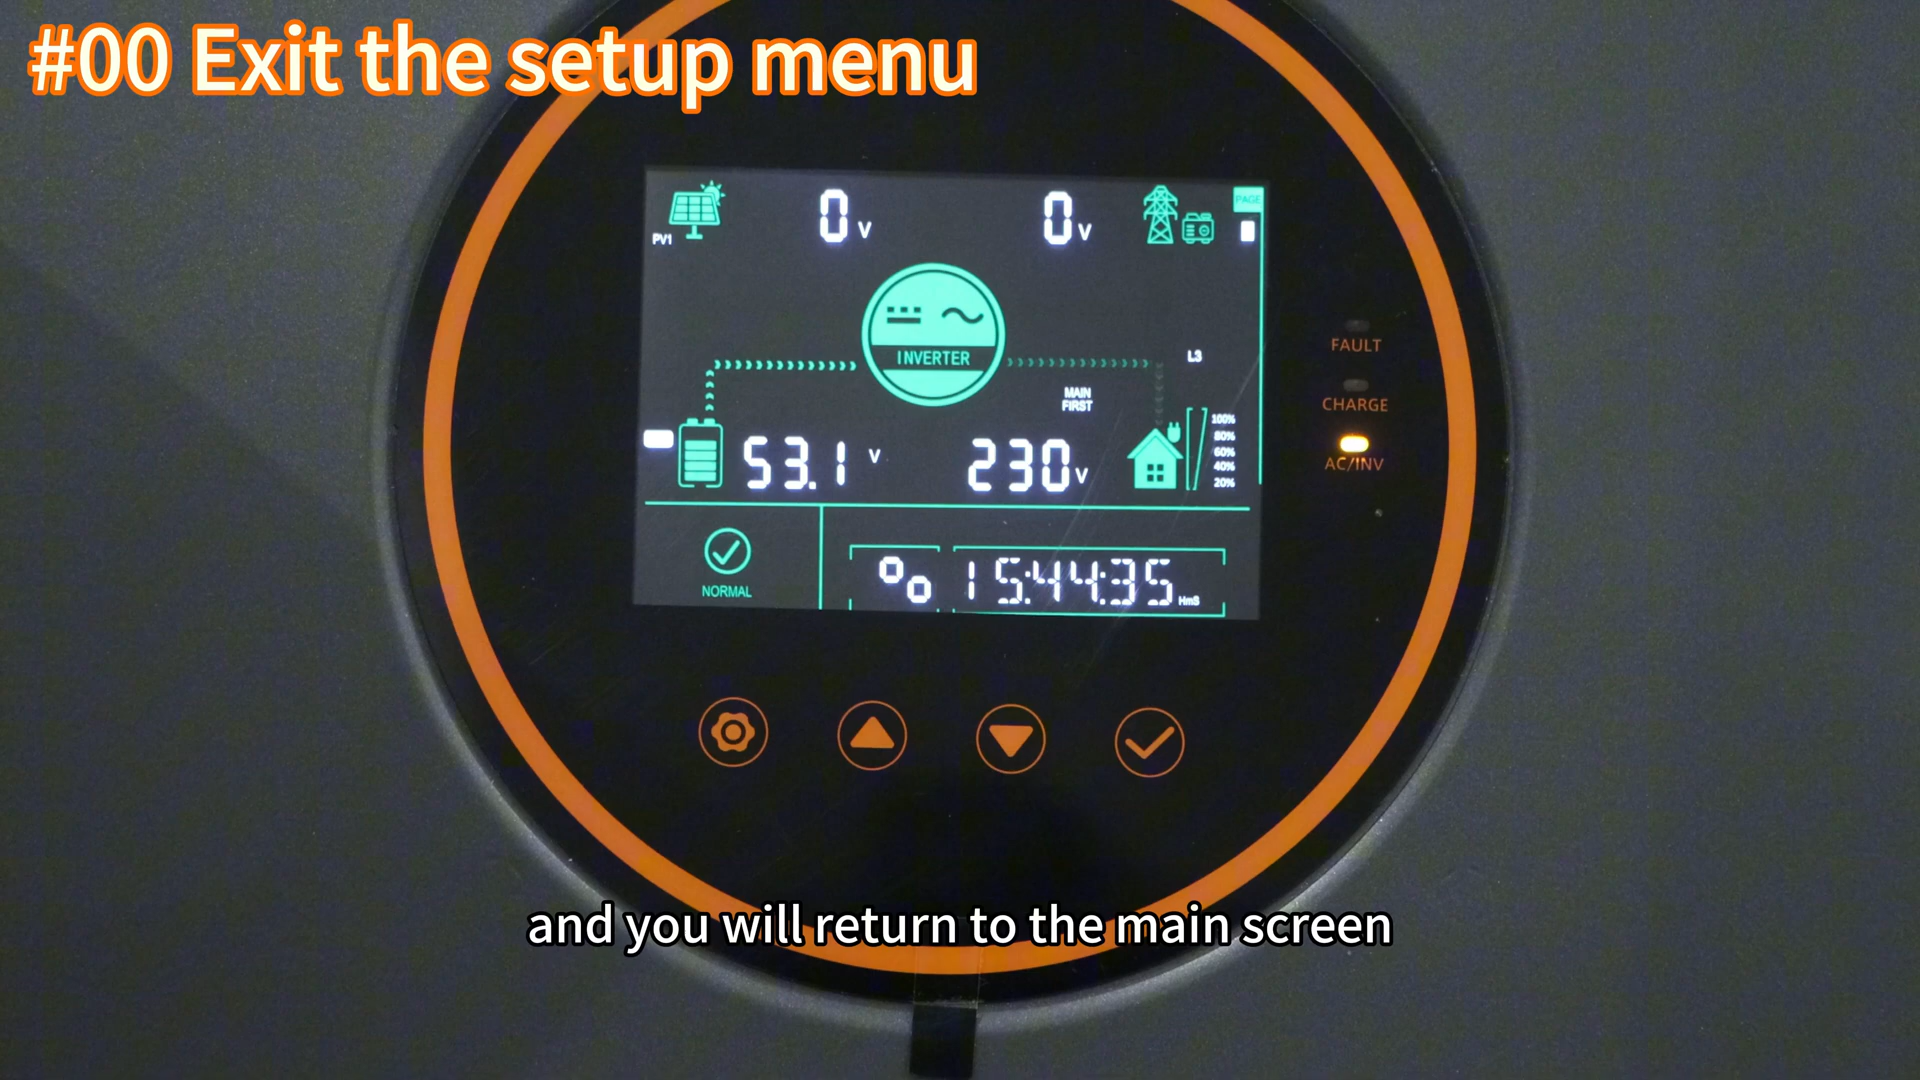 #00 Exit the setup menu
PV1
0 V
0 V
PAGE
INVERTER
L3
MAIN
FIRST
100%
80%
60%
40%
20%
53.1 V
230 V
NORMAL
15:44:35 HmS
FAULT
CHARGE
AC/INV
and you will return to the main screen